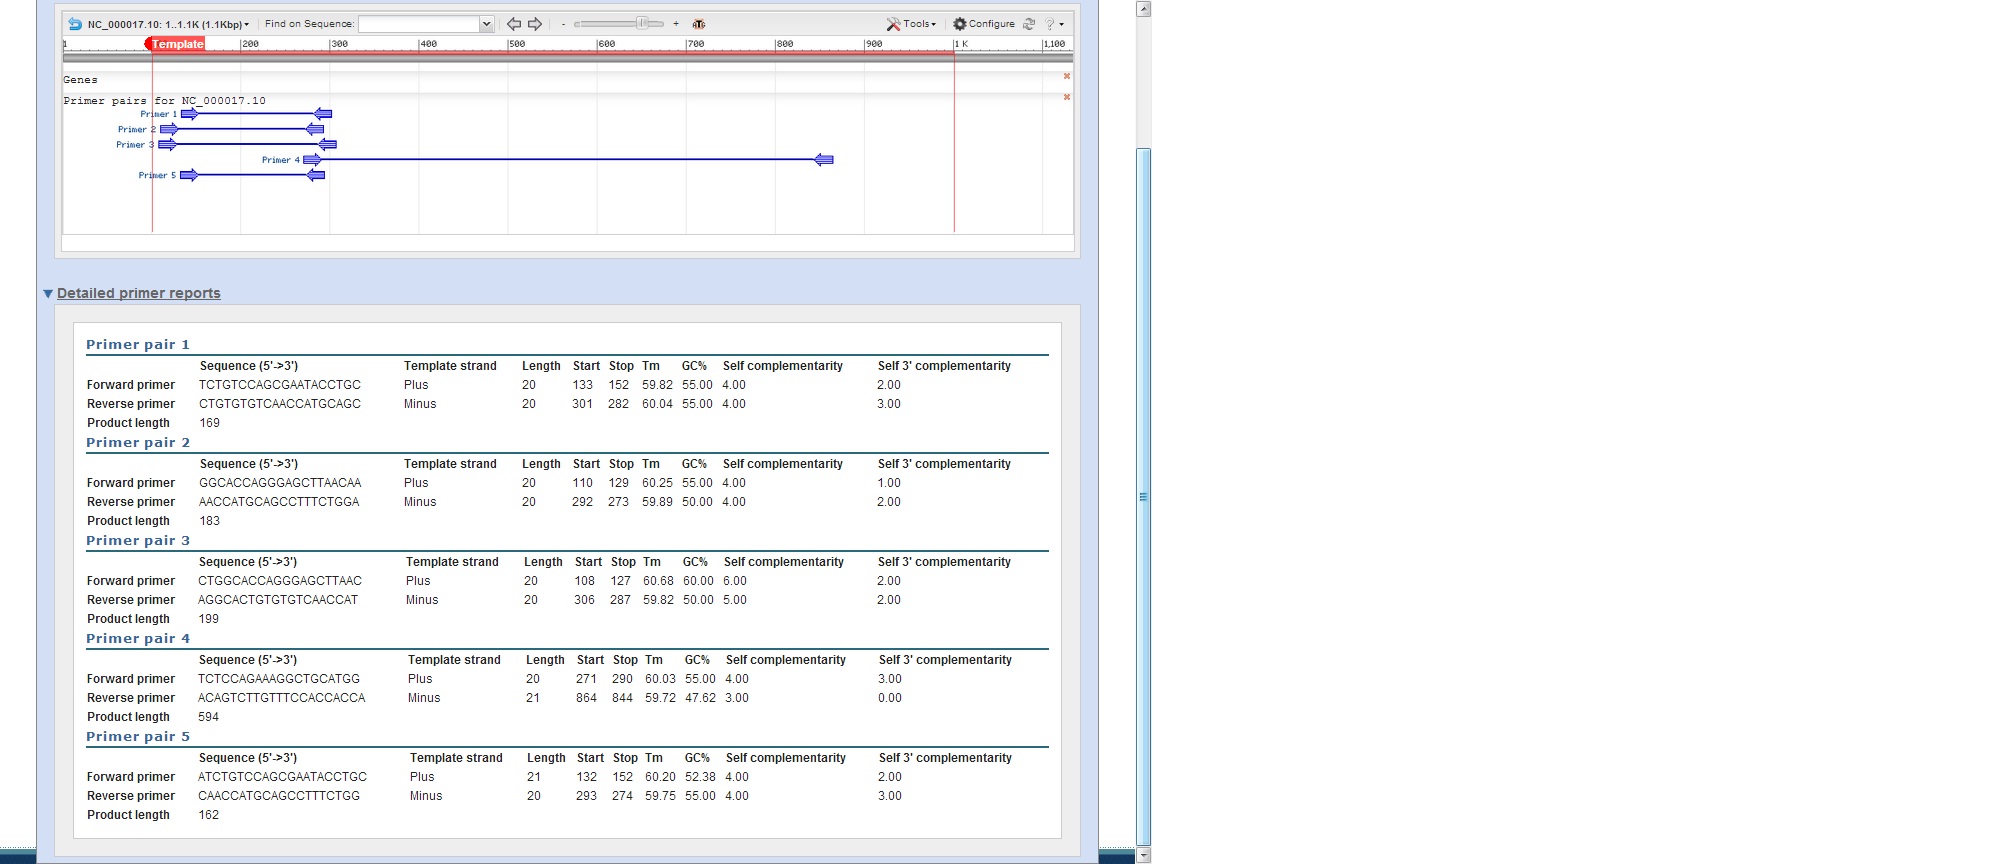 NC_000017.10: 1..1.1K (1.1Kbp) Find on Sequence: - + Tools Configure ?
1 Template 200 300 400 500 600 700 800 900 1 K 1,100
Genes
Primer pairs for NC_000017.10
Primer 1
Primer 2
Primer 3
Primer 4
Primer 5
Detailed primer reports
Primer pair 1
Sequence (5'->3') Template strand Length Start Stop Tm GC% Self complementarity Self 3' complementarity
Forward primer TCTGTCCAGCGAATACCTGC Plus 20 133 152 59.82 55.00 4.00 2.00
Reverse primer CTGTGTGTCAACCATGCAGC Minus 20 301 282 60.04 55.00 4.00 3.00
Product length 169
Primer pair 2
Sequence (5'->3') Template strand Length Start Stop Tm GC% Self complementarity Self 3' complementarity
Forward primer GGCACCAGGGAGCTTAACAA Plus 20 110 129 60.25 55.00 4.00 1.00
Reverse primer AACCATGCAGCCTTTCTGGA Minus 20 292 273 59.89 50.00 4.00 2.00
Product length 183
Primer pair 3
Sequence (5'->3') Template strand Length Start Stop Tm GC% Self complementarity Self 3' complementarity
Forward primer CTGGCACCAGGGAGCTTAAC Plus 20 108 127 60.68 60.00 6.00 2.00
Reverse primer AGGCACTGTGTGTCAACCAT Minus 20 306 287 59.82 50.00 5.00 2.00
Product length 199
Primer pair 4
Sequence (5'->3') Template strand Length Start Stop Tm GC% Self complementarity Self 3' complementarity
Forward primer TCTCCAGAAAGGCTGCATGG Plus 20 271 290 60.03 55.00 4.00 3.00
Reverse primer ACAGTCTTGTTTCCACCACCA Minus 21 864 844 59.72 47.62 3.00 0.00
Product length 594
Primer pair 5
Sequence (5'->3') Template strand Length Start Stop Tm GC% Self complementarity Self 3' complementarity
Forward primer ATCTGTCCAGCGAATACCTGC Plus 21 132 152 60.20 52.38 4.00 2.00
Reverse primer CAACCATGCAGCCTTTCTGG Minus 20 293 274 59.75 55.00 4.00 3.00
Product length 162